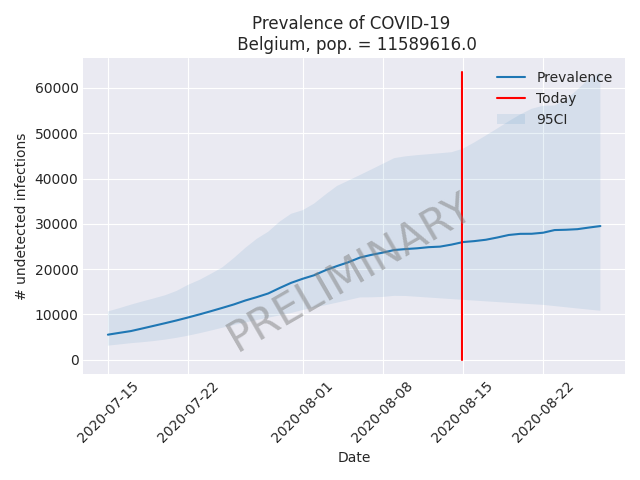 Prevalence of COVID-19
Belgium, pop. = 11589616.0
Prevalence
Today
95CI
60000
50000
40000
30000
20000
10000
0
# undetected infections
PRELIMINARY
2020-07-15
2020-07-22
2020-08-01
2020-08-08
2020-08-15
2020-08-22
Date